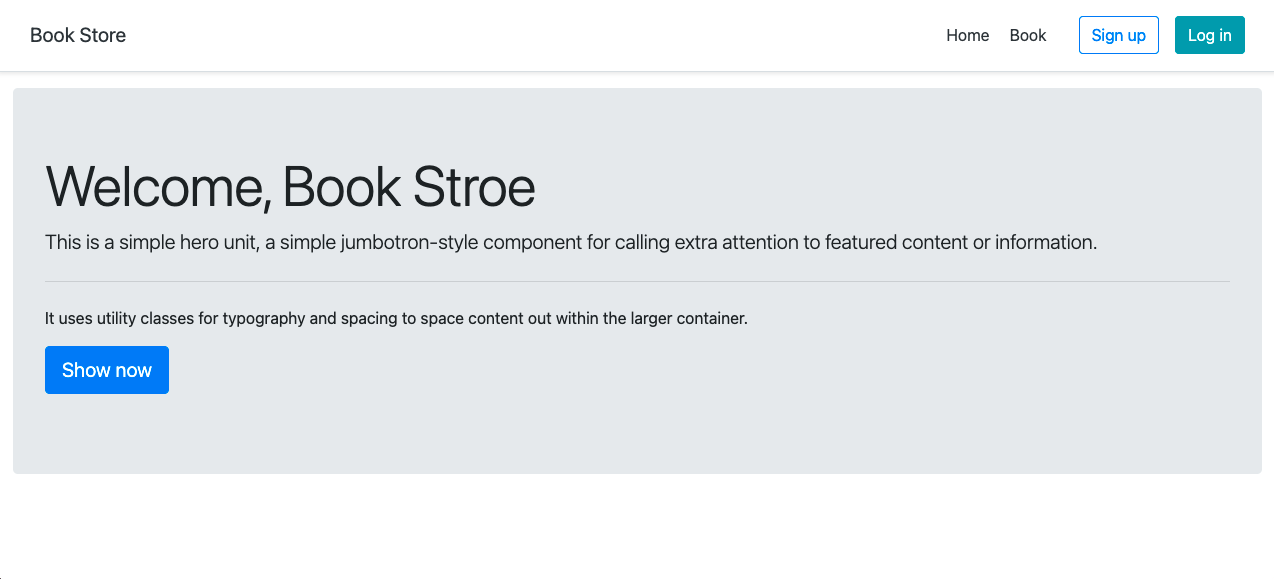 Book Store
Home
Book
Sign up
Log in
Welcome, Book Stroe
This is a simple hero unit, a simple jumbotron-style component for calling extra attention to featured content or information.
It uses utility classes for typography and spacing to space content out within the larger container.
Show now